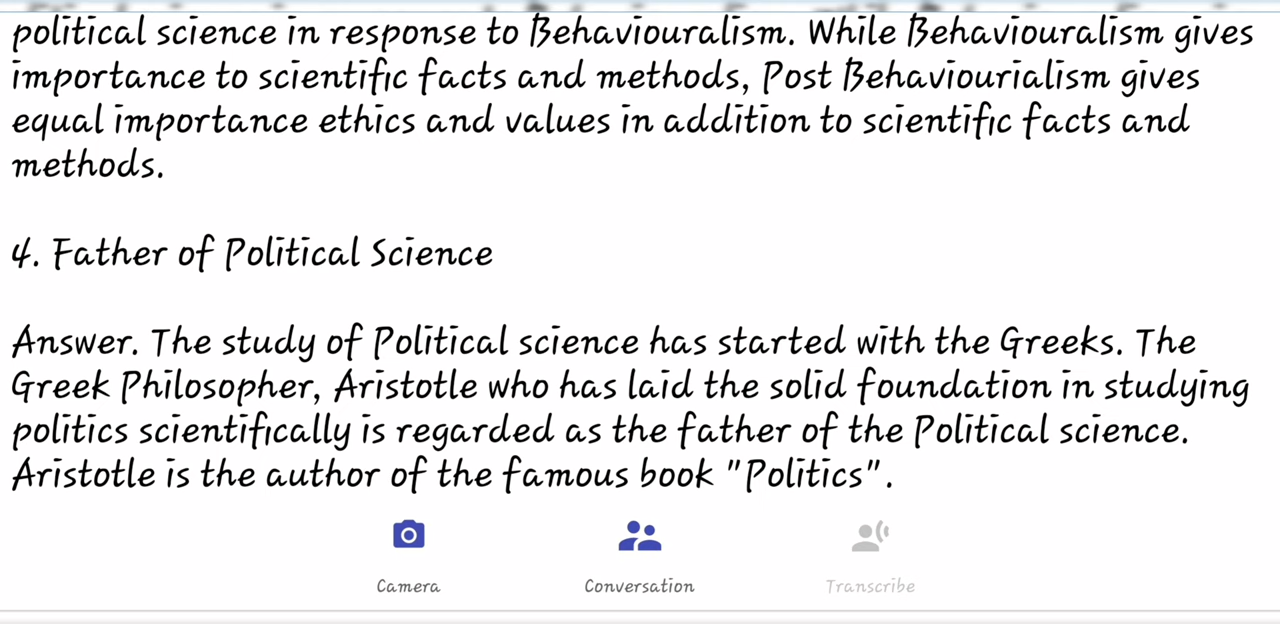 political science in response to Behaviouralism. While Behaviouralism gives
importance to scientific facts and methods, Post Behaviourialism gives
equal importance ethics and values in addition to scientific facts and
methods.
4. Father of Political Science
Answer. The study of Political science has started with the Greeks. The
Greek Philosopher, Aristotle who has laid the solid foundation in studying
politics scientifically is regarded as the father of the Political science.
Aristotle is the author of the famous book "Politics".
Camera Conversation Transcribe